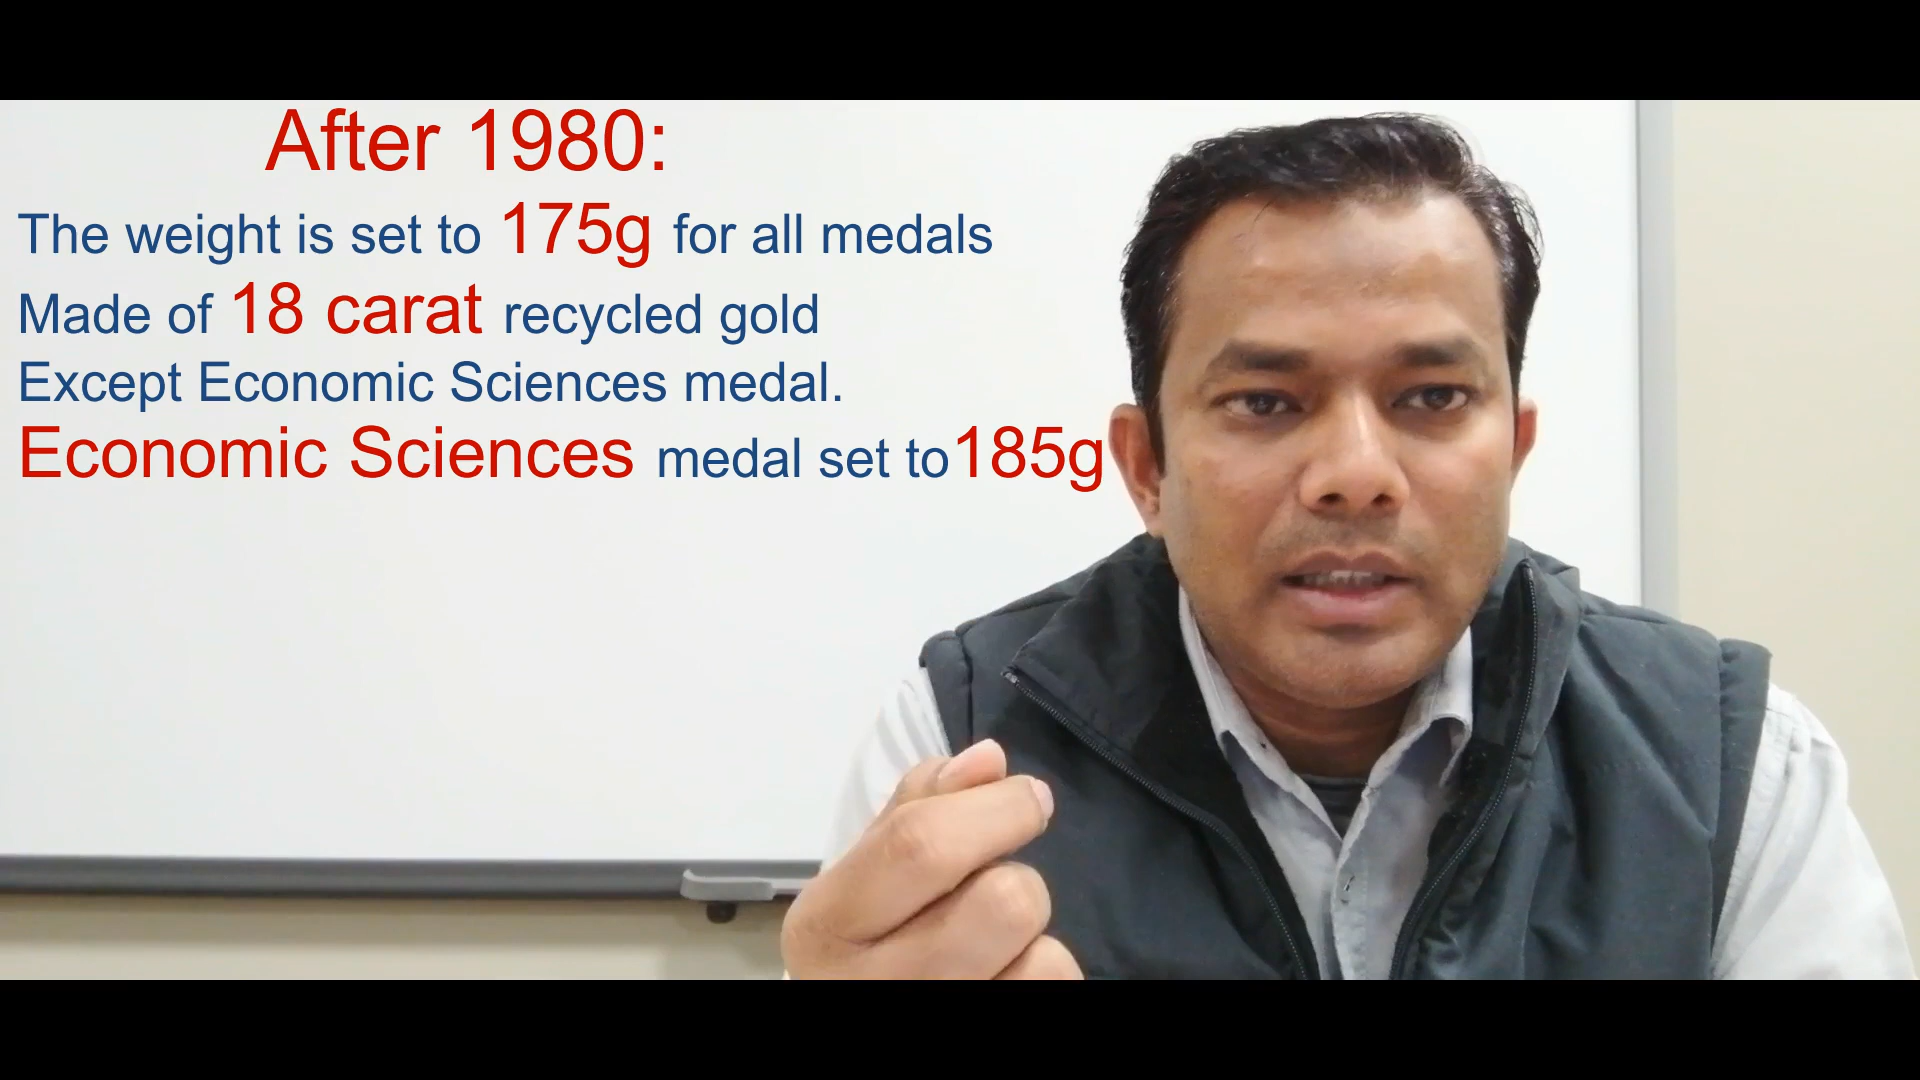 After 1980:
The weight is set to 175g for all medals
Made of 18 carat recycled gold
Except Economic Sciences medal.
Economic Sciences medal set to185g